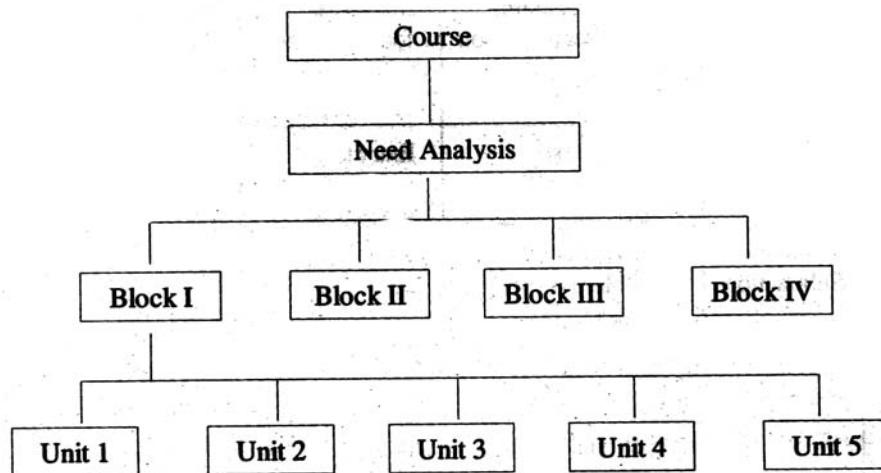 Course
Need Analysis
Block I
Block II
Block III
Block IV
Unit 1
Unit 2
Unit 3
Unit 4
Unit 5